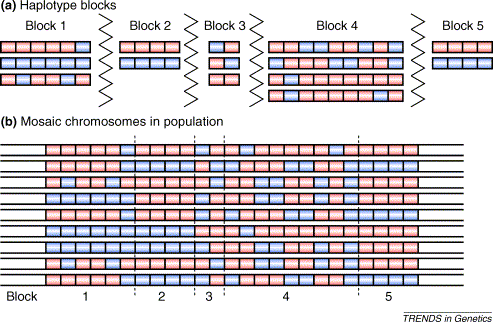 (a) Haplotype blocks
Block 1 Block 2 Block 3 Block 4 Block 5
(b) Mosaic chromosomes in population
Block 1 2 3 4 5
TRENDS in Genetics